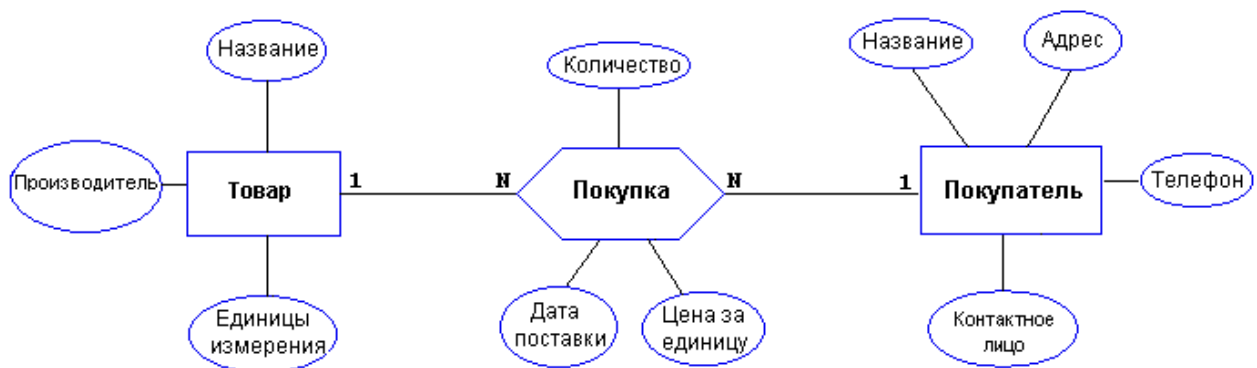 Название
Количество
Название
Адрес
Производитель
Товар
1
N
Покупка
N
1
Покупатель
Телефон
Единицы
измерения
Дата
поставки
Цена за
единицу
Контактное
лицо